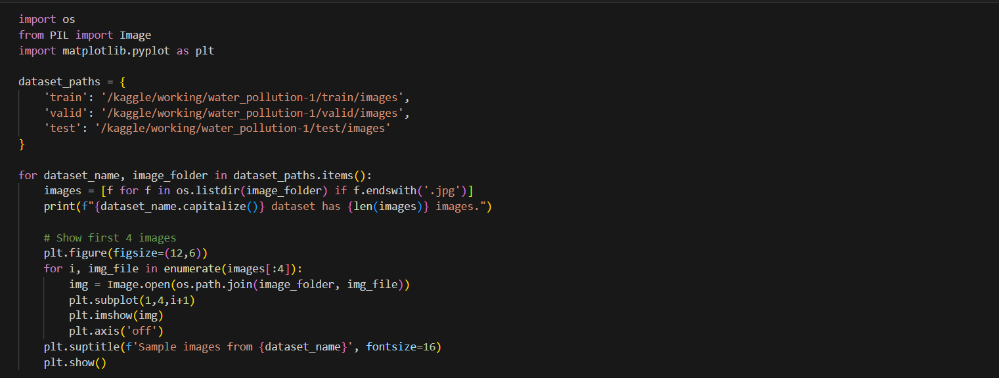 import os
from PIL import Image
import matplotlib.pyplot as plt

dataset_paths = {
    'train': '/kaggle/working/water_pollution-1/train/images',
    'valid': '/kaggle/working/water_pollution-1/valid/images',
    'test': '/kaggle/working/water_pollution-1/test/images'
}

for dataset_name, image_folder in dataset_paths.items():
    images = [f for f in os.listdir(image_folder) if f.endswith('.jpg')]
    print(f"{dataset_name.capitalize()} dataset has {len(images)} images.")

    # Show first 4 images
    plt.figure(figsize=(12,6))
    for i, img_file in enumerate(images[:4]):
        img = Image.open(os.path.join(image_folder, img_file))
        plt.subplot(1,4,i+1)
        plt.imshow(img)
        plt.axis('off')
    plt.suptitle(f'Sample images from {dataset_name}', fontsize=16)
    plt.show()